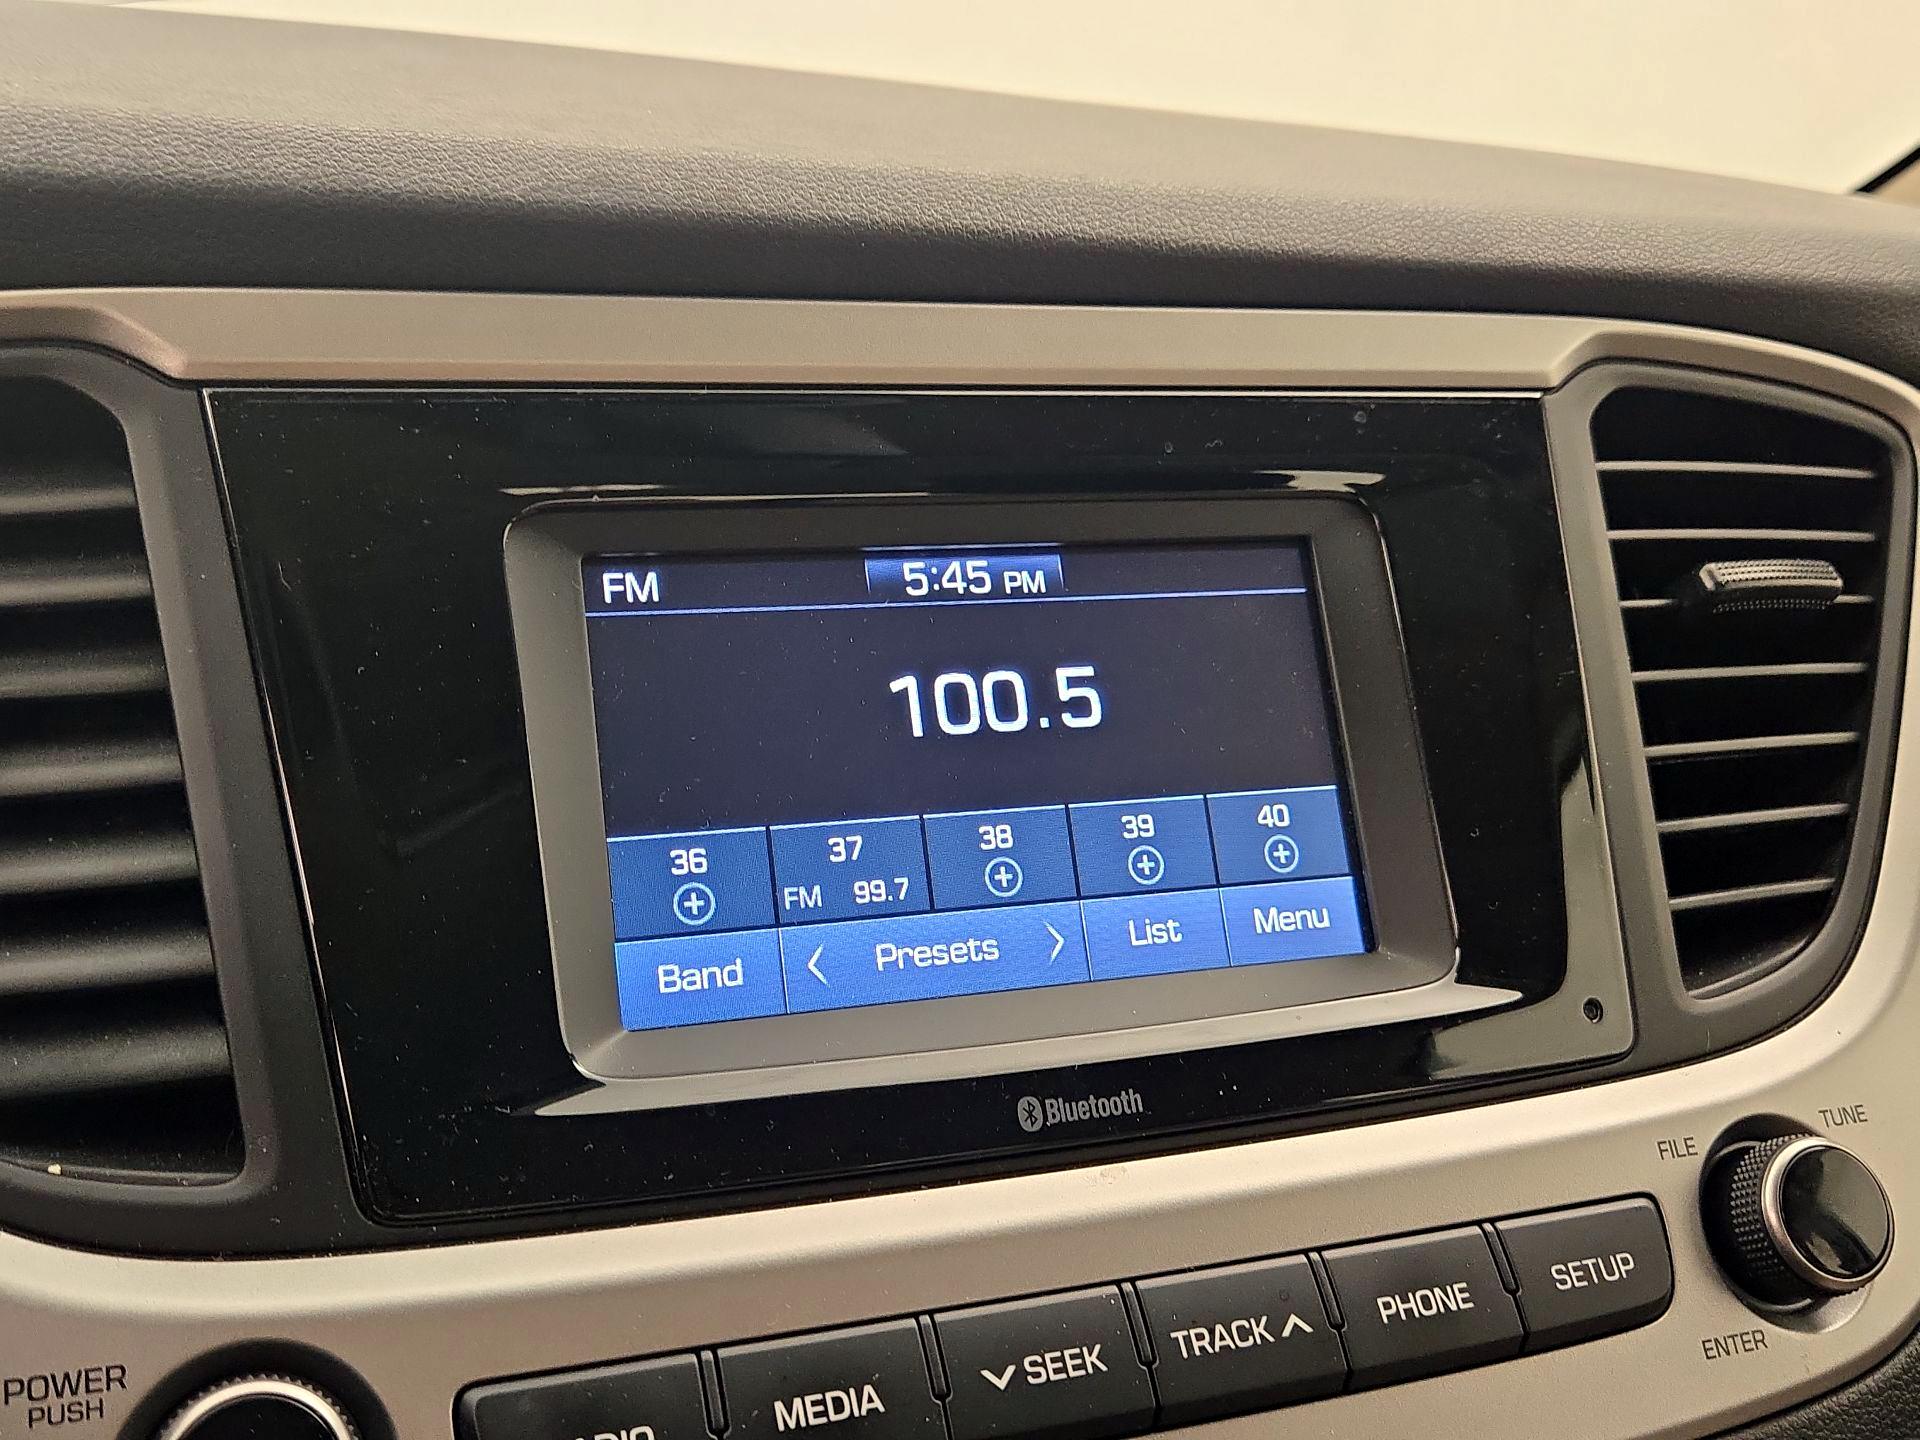 FM
5:45 PM
100.5
36
37
38
39
40
FM 99.7
Band
Presets
List
Menu
Bluetooth
TUNE
FILE
ENTER
POWER
PUSH
MEDIA
SEEK
TRACK
PHONE
SETUP